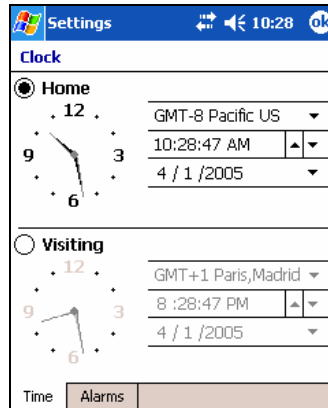 Settings 10:28 ok
Clock
Home
12
9 3
6
GMT-8 Pacific US
10:28:47 AM
4 / 1 /2005
Visiting
12
9 3
6
GMT+1 Paris,Madrid
8 :28:47 PM
4 / 1 /2005
Time Alarms